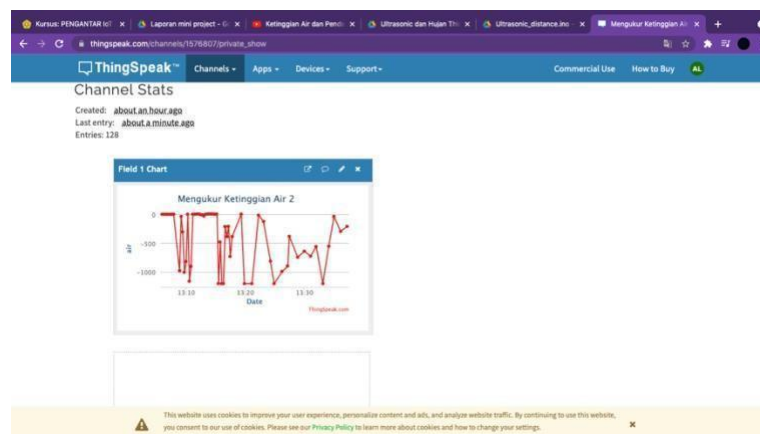 Kursus: PENGANTAR IoT
Laporan mini project - G
Ketinggian Air dan Pend
Ultrasonic dan Hujan Th
Ultrasonic_distance.ino
Mengukur Ketinggian Ai
thingspeak.com/channels/1576807/private_show
ThingSpeak™ Channels Apps Devices Support Commercial Use How to Buy AL
Channel Stats
Created: about an hour ago
Last entry: about a minute ago
Entries: 128
Field 1 Chart
Mengukur Ketinggian Air 2
0
-500
-1000
air
13:10 13:20 13:30
Date
ThingSpeak.com
This website uses cookies to improve your user experience, personalize content and ads, and analyze website traffic. By continuing to use this website,
you consent to our use of cookies. Please see our Privacy Policy to learn more about cookies and how to change your settings.